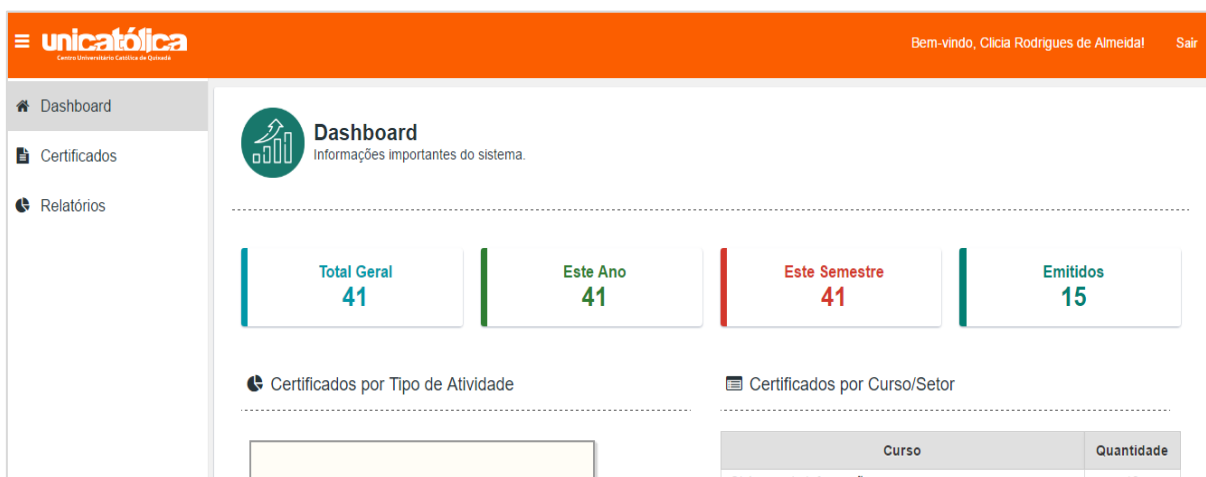 unicatólica
Centro Universitário Católica de Quixadá
Bem-vindo, Clicia Rodrigues de Almeida!
Sair
Dashboard
Certificados
Relatórios
Dashboard
Informações importantes do sistema.
Total Geral
41
Este Ano
41
Este Semestre
41
Emitidos
15
Certificados por Tipo de Atividade
Certificados por Curso/Setor
Curso
Quantidade